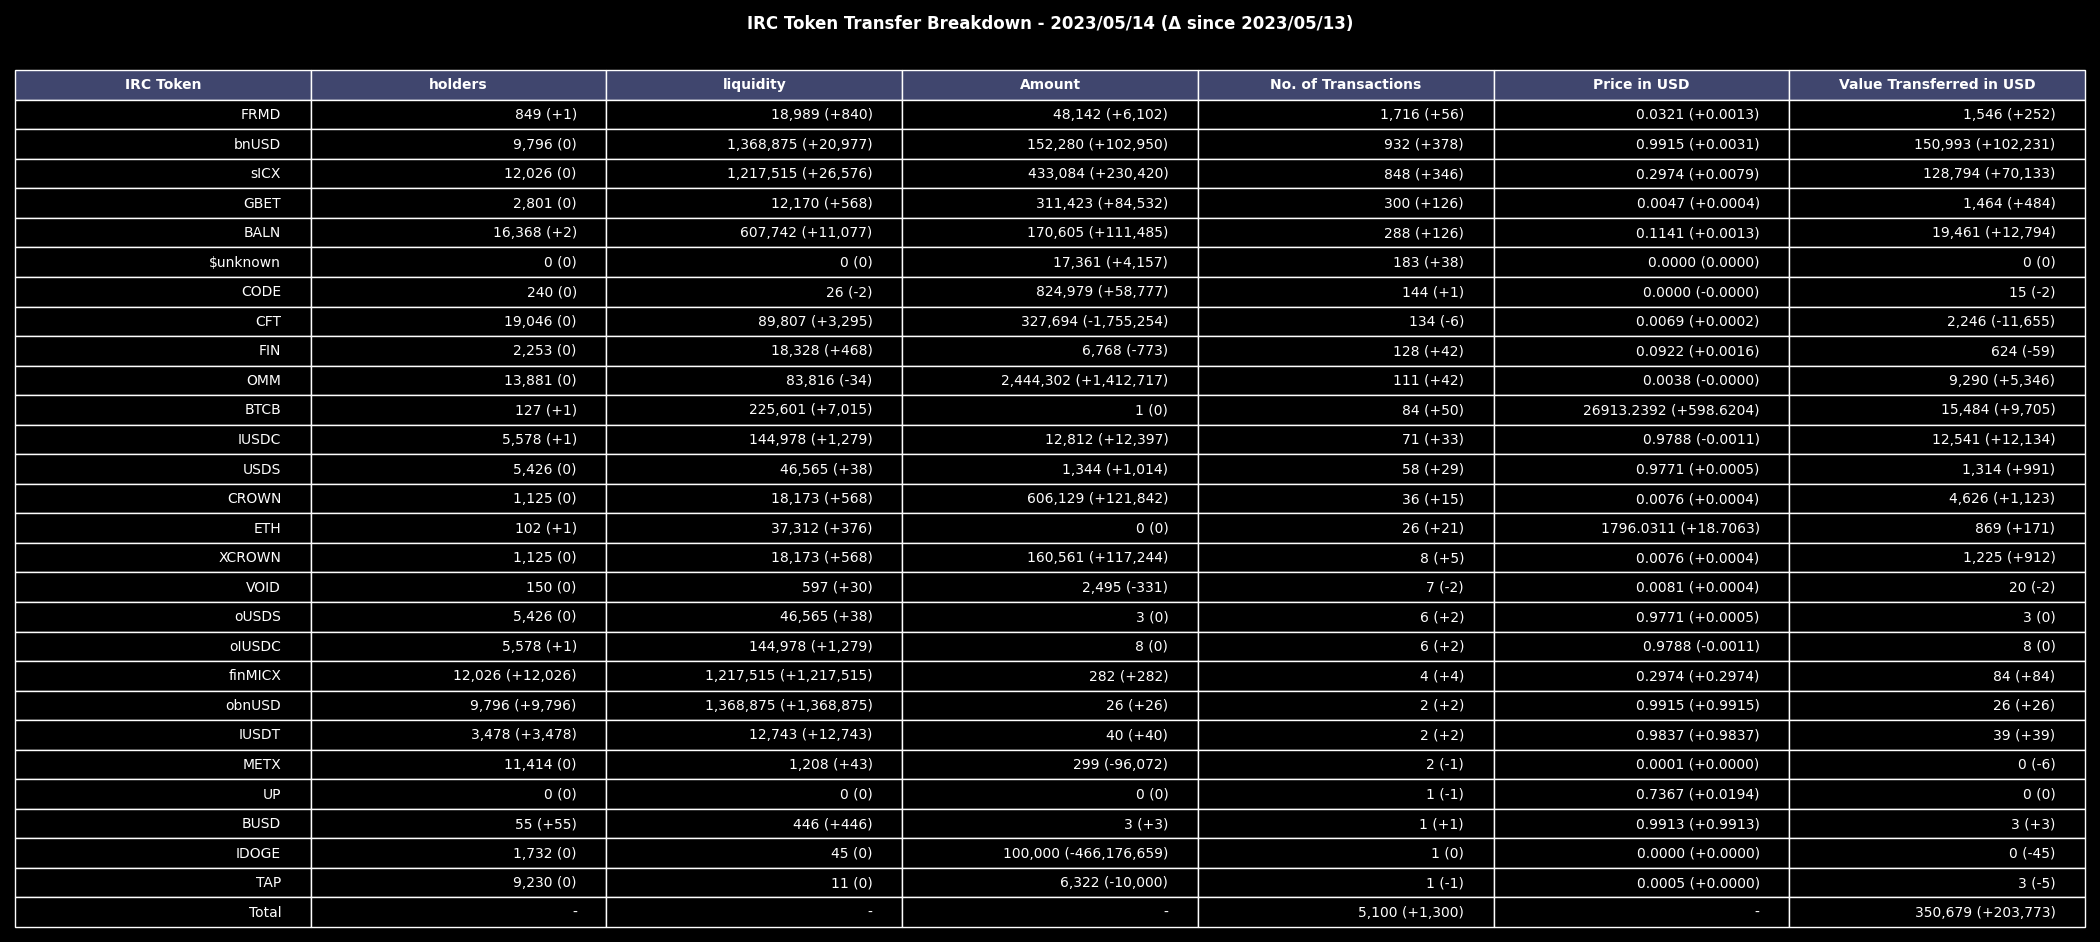 IRC Token Transfer Breakdown - 2023/05/14 (Δ since 2023/05/13)
IRC Token holders liquidity Amount No. of Transactions Price in USD Value Transferred in USD
FRMD 849 (+1) 18,989 (+840) 48,142 (+6,102) 1,716 (+56) 0.0321 (+0.0013) 1,546 (+252)
bnUSD 9,796 (0) 1,368,875 (+20,977) 152,280 (+102,950) 932 (+378) 0.9915 (+0.0031) 150,993 (+102,231)
sICX 12,026 (0) 1,217,515 (+26,576) 433,084 (+230,420) 848 (+346) 0.2974 (+0.0079) 128,794 (+70,133)
GBET 2,801 (0) 12,170 (+568) 311,423 (+84,532) 300 (+126) 0.0047 (+0.0004) 1,464 (+484)
BALN 16,368 (+2) 607,742 (+11,077) 170,605 (+111,485) 288 (+126) 0.1141 (+0.0013) 19,461 (+12,794)
$unknown 0 (0) 0 (0) 17,361 (+4,157) 183 (+38) 0.0000 (0.0000) 0 (0)
CODE 240 (0) 26 (-2) 824,979 (+58,777) 144 (+1) 0.0000 (-0.0000) 15 (-2)
CFT 19,046 (0) 89,807 (+3,295) 327,694 (-1,755,254) 134 (-6) 0.0069 (+0.0002) 2,246 (-11,655)
FIN 2,253 (0) 18,328 (+468) 6,768 (-773) 128 (+42) 0.0922 (+0.0016) 624 (-59)
OMM 13,881 (0) 83,816 (-34) 2,444,302 (+1,412,717) 111 (+42) 0.0038 (-0.0000) 9,290 (+5,346)
BTCB 127 (+1) 225,601 (+7,015) 1 (0) 84 (+50) 26913.2392 (+598.6204) 15,484 (+9,705)
IUSDC 5,578 (+1) 144,978 (+1,279) 12,812 (+12,397) 71 (+33) 0.9788 (-0.0011) 12,541 (+12,134)
USDS 5,426 (0) 46,565 (+38) 1,344 (+1,014) 58 (+29) 0.9771 (+0.0005) 1,314 (+991)
CROWN 1,125 (0) 18,173 (+568) 606,129 (+121,842) 36 (+15) 0.0076 (+0.0004) 4,626 (+1,123)
ETH 102 (+1) 37,312 (+376) 0 (0) 26 (+21) 1796.0311 (+18.7063) 869 (+171)
XCROWN 1,125 (0) 18,173 (+568) 160,561 (+117,244) 8 (+5) 0.0076 (+0.0004) 1,225 (+912)
VOID 150 (0) 597 (+30) 2,495 (-331) 7 (-2) 0.0081 (+0.0004) 20 (-2)
oUSDS 5,426 (0) 46,565 (+38) 3 (0) 6 (+2) 0.9771 (+0.0005) 3 (0)
oIUSDC 5,578 (+1) 144,978 (+1,279) 8 (0) 6 (+2) 0.9788 (-0.0011) 8 (0)
finMICX 12,026 (+12,026) 1,217,515 (+1,217,515) 282 (+282) 4 (+4) 0.2974 (+0.2974) 84 (+84)
obnUSD 9,796 (+9,796) 1,368,875 (+1,368,875) 26 (+26) 2 (+2) 0.9915 (+0.9915) 26 (+26)
IUSDT 3,478 (+3,478) 12,743 (+12,743) 40 (+40) 2 (+2) 0.9837 (+0.9837) 39 (+39)
METX 11,414 (0) 1,208 (+43) 299 (-96,072) 2 (-1) 0.0001 (+0.0000) 0 (-6)
UP 0 (0) 0 (0) 0 (0) 1 (-1) 0.7367 (+0.0194) 0 (0)
BUSD 55 (+55) 446 (+446) 3 (+3) 1 (+1) 0.9913 (+0.9913) 3 (+3)
IDOGE 1,732 (0) 45 (0) 100,000 (-466,176,659) 1 (0) 0.0000 (+0.0000) 0 (-45)
TAP 9,230 (0) 11 (0) 6,322 (-10,000) 1 (-1) 0.0005 (+0.0000) 3 (-5)
Total - - - 5,100 (+1,300) - 350,679 (+203,773)